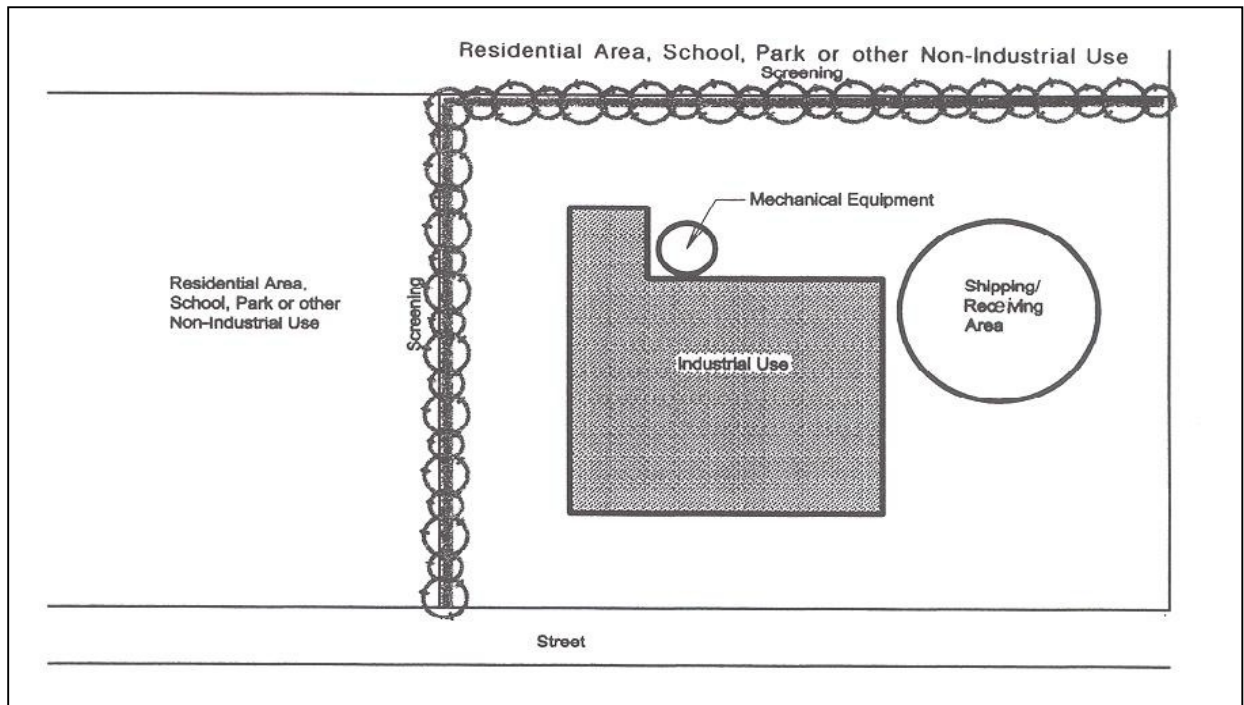 Residential Area, School, Park or other Non-Industrial Use
Screening
Mechanical Equipment
Residential Area,
School, Park or other
Non-Industrial Use
Screening
Shipping/
Receiving
Area
Industrial Use
Street